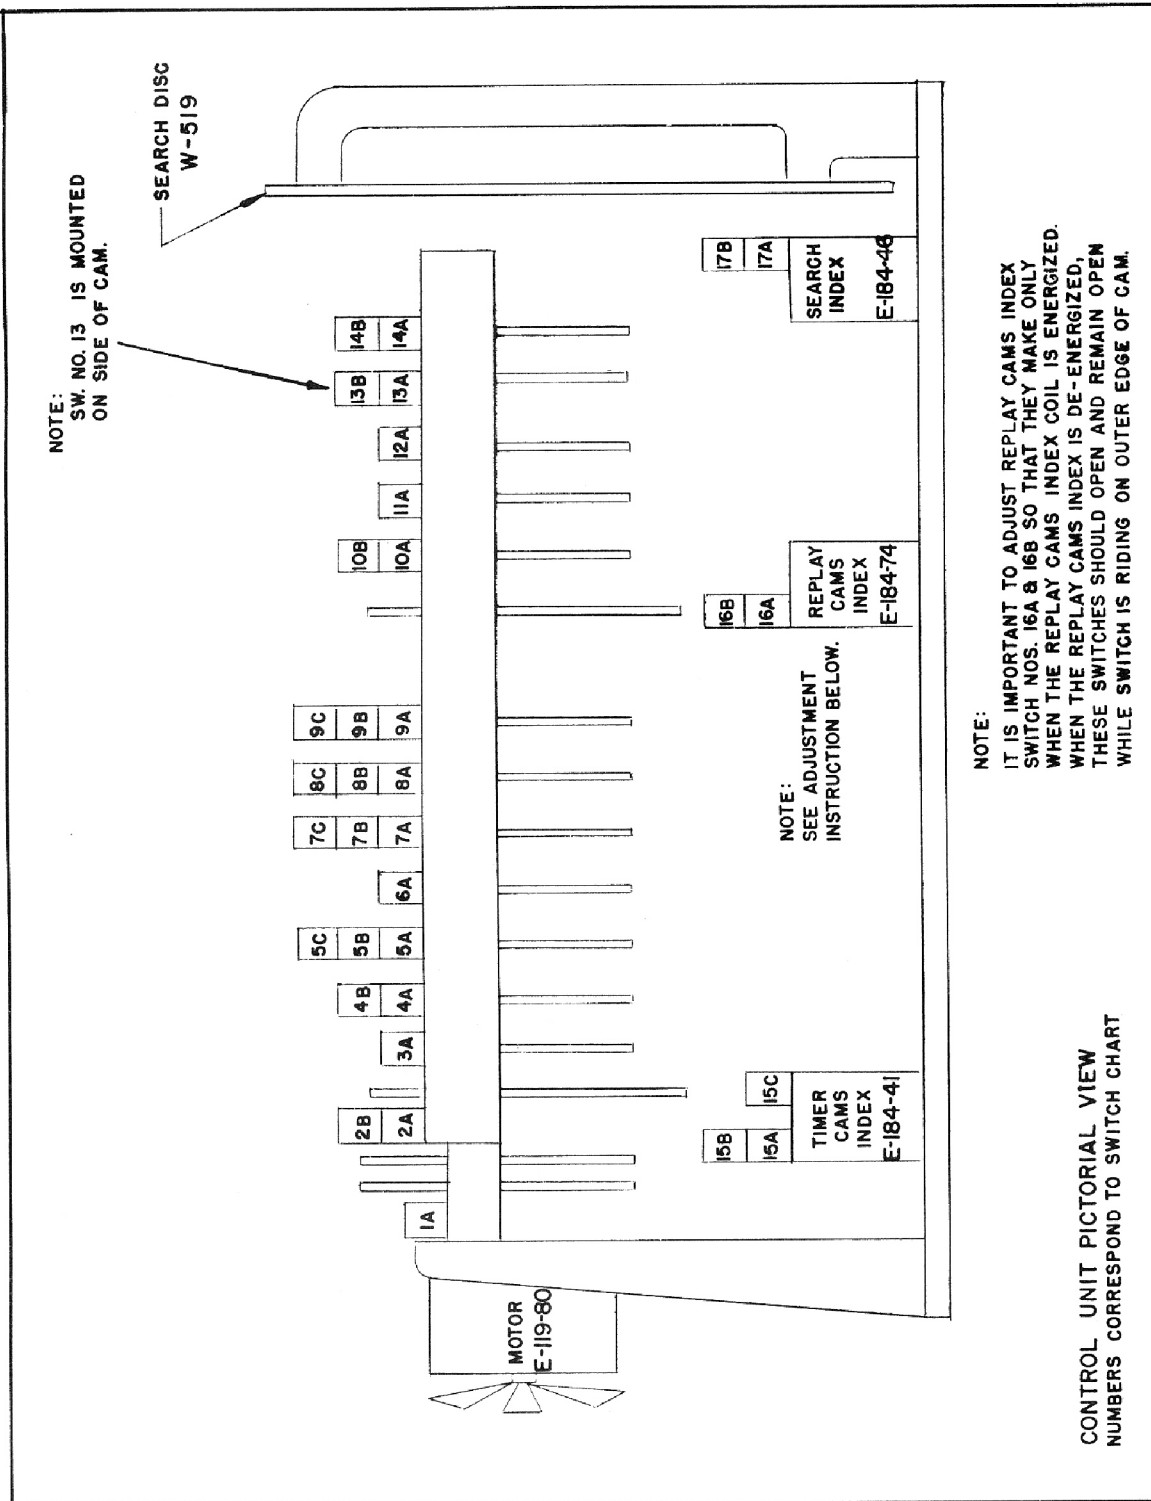 NOTE:
SW. NO. 13 IS MOUNTED
ON SIDE OF CAM.
SEARCH DISC
W-519
5C 7C 8C 9C
2B 4B 5B 7B 8B 9B 10B 13B 14B
2A 3A 4A 5A 6A 7A 8A 9A 10A 11A 12A 13A 14A
1A
MOTOR
E-119-80
15B
15A 15C
TIMER
CAMS
INDEX
E-184-41
NOTE:
SEE ADJUSTMENT
INSTRUCTION BELOW.
16B
16A
REPLAY
CAMS
INDEX
E-184-74
17B
17A
SEARCH
INDEX
NOTE:
IT IS IMPORTANT TO ADJUST REPLAY CAMS INDEX
SWITCH NOS. 16A & 16B SO THAT THEY MAKE ONLY
WHEN THE REPLAY CAMS INDEX COIL IS ENERGIZED.
WHEN THE REPLAY CAMS INDEX IS DE-ENERGIZED,
THESE SWITCHES SHOULD OPEN AND REMAIN OPEN
WHILE SWITCH IS RIDING ON OUTER EDGE OF CAM.
CONTROL UNIT PICTORIAL VIEW
NUMBERS CORRESPOND TO SWITCH CHART